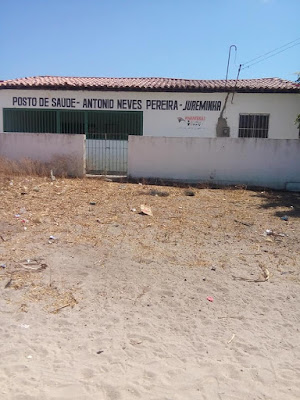 POSTO DE SAUDE - ANTONIO NEVES PEREIRA - JUREMINHA